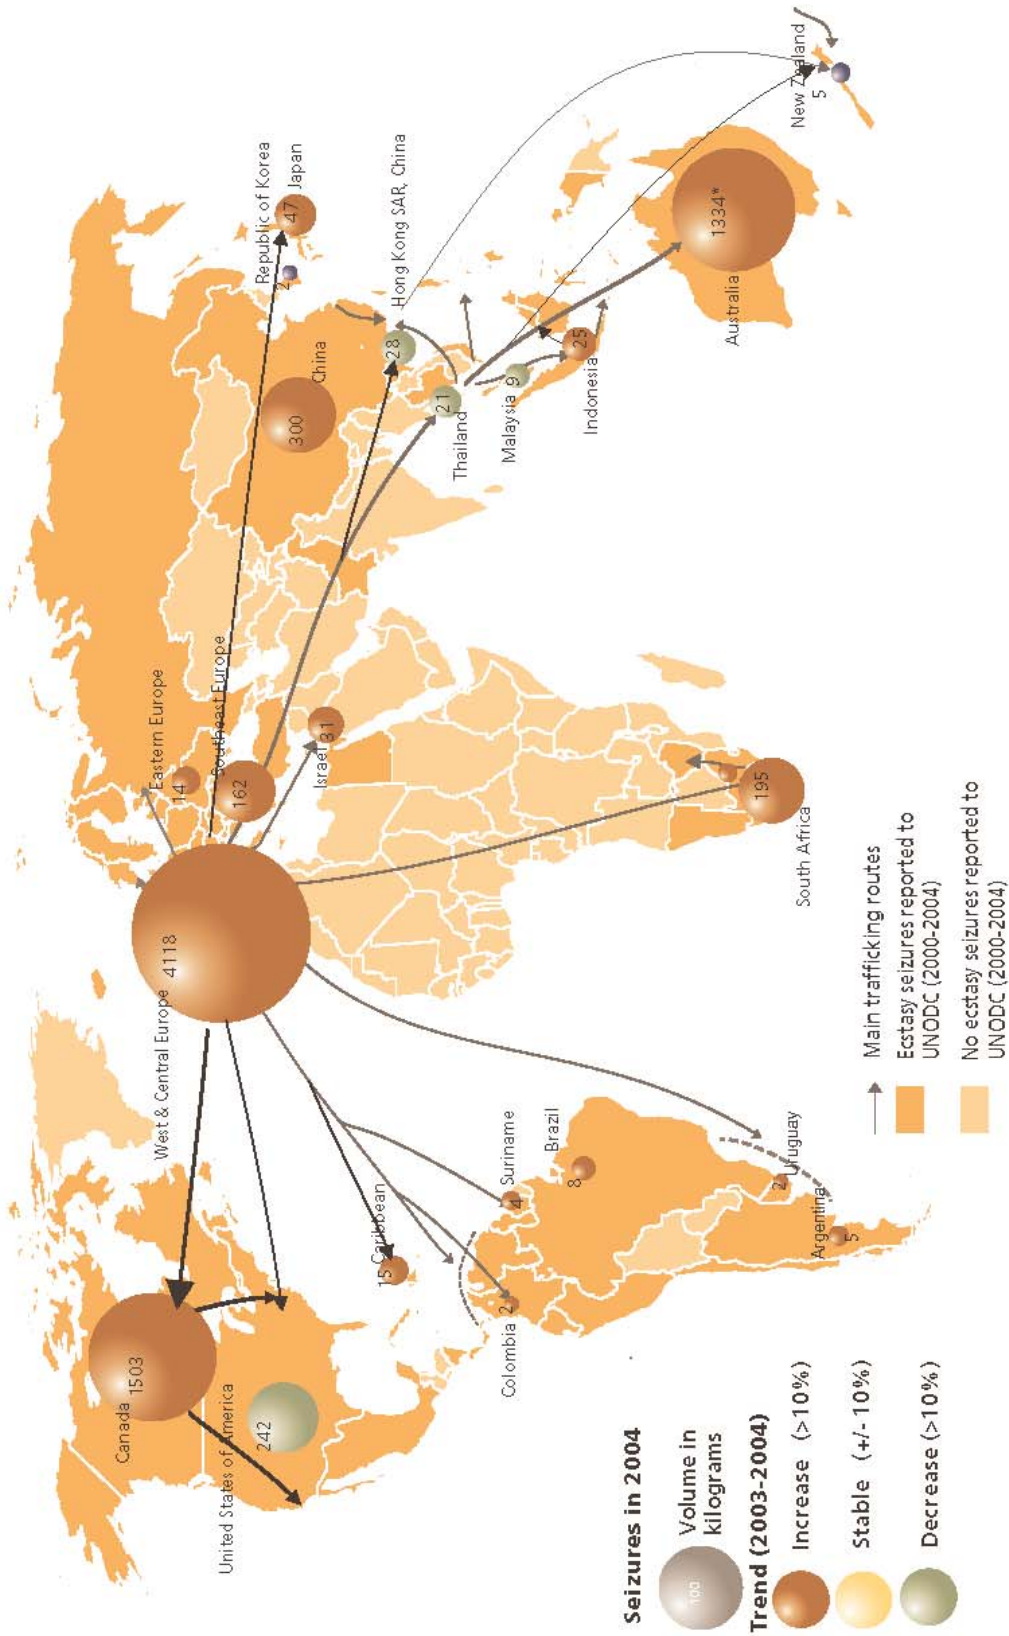 Canada
1503
United States of America
242
West & Central Europe
4118
Eastern Europe
14
Southeast Europe
162
Israel
31
Republic of Korea
2
47
Japan
China
300
Hong Kong SAR, China
28
21
Thailand
Malaysia
9
25
Indonesia
1334*
Australia
New Zealand
5
15
Caribbean
Colombia
2
4
Suriname
Brazil
8
2
Uruguay
Argentina
5
195
South Africa
Seizures in 2004
100
Volume in
kilograms
Trend (2003-2004)
Increase (>10%)
Stable (+/- 10%)
Decrease (>10%)
Main trafficking routes
Ecstasy seizures reported to
UNODC (2000-2004)
No ecstasy seizures reported to
UNODC (2000-2004)